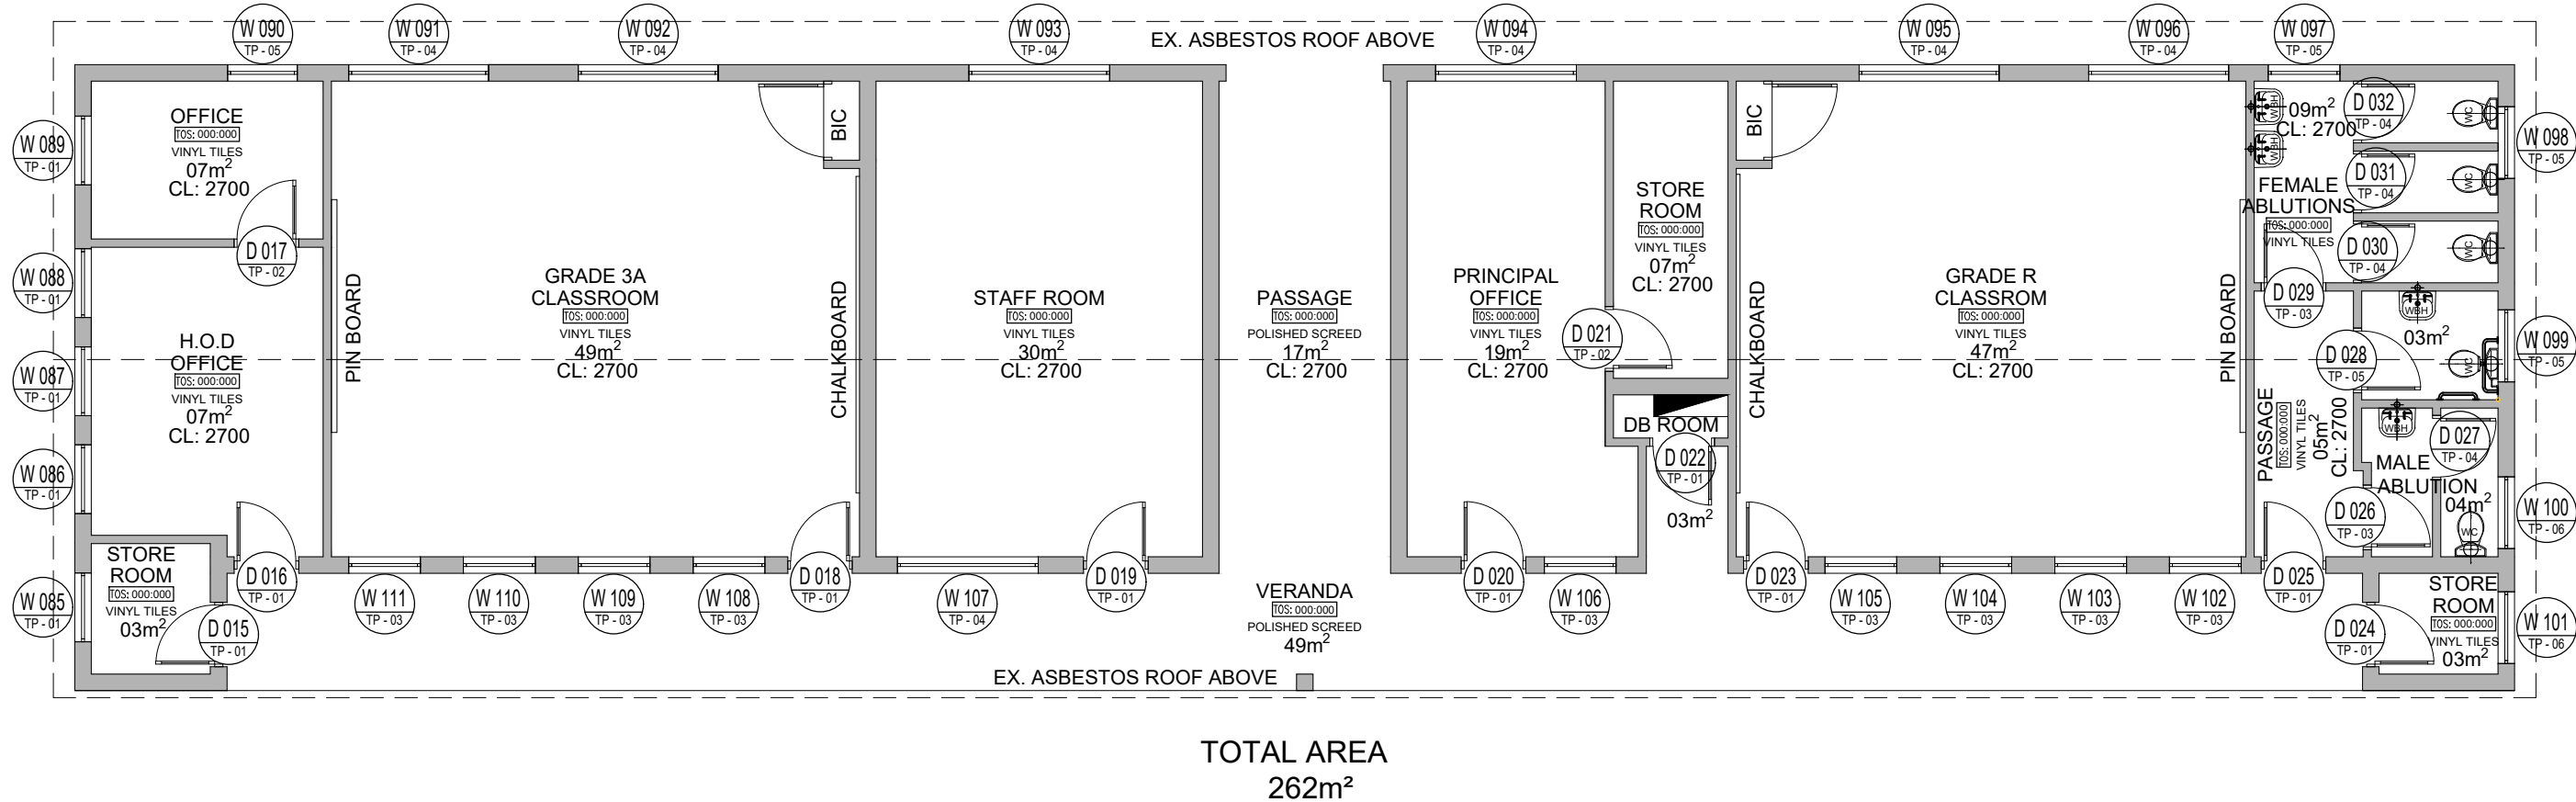 W 090
TP - 05
W 091
TP - 04
W 092
TP - 04
W 093
TP - 04
EX. ASBESTOS ROOF ABOVE
W 094
TP - 04
W 095
TP - 04
W 096
TP - 04
W 097
TP - 05
W 089
TP - 01
W 088
TP - 01
W 087
TP - 01
W 086
TP - 01
W 085
TP - 01
OFFICE
TOS: 000:000
VINYL TILES
07m²
CL: 2700
D 017
TP - 02
H.O.D
OFFICE
TOS: 000:000
VINYL TILES
07m²
CL: 2700
D 016
TP - 01
STORE
ROOM
TOS: 000:000
VINYL TILES
03m²
D 015
TP - 01
PIN BOARD
GRADE 3A
CLASSROOM
TOS: 000:000
VINYL TILES
49m²
CL: 2700
BIC
CHALKBOARD
W 111
TP - 03
W 110
TP - 03
W 109
TP - 03
W 108
TP - 03
D 018
TP - 01
STAFF ROOM
TOS: 000:000
VINYL TILES
30m²
CL: 2700
W 107
TP - 04
D 019
TP - 01
PASSAGE
TOS: 000:000
POLISHED SCREED
17m²
CL: 2700
VERANDA
TOS: 000:000
POLISHED SCREED
49m²
EX. ASBESTOS ROOF ABOVE
PRINCIPAL
OFFICE
TOS: 000:000
VINYL TILES
19m²
CL: 2700
D 020
TP - 01
W 106
TP - 03
D 021
TP - 02
STORE
ROOM
TOS: 000:000
VINYL TILES
07m²
CL: 2700
DB ROOM
D 022
TP - 01
03m²
BIC
CHALKBOARD
GRADE R
CLASSROM
TOS: 000:000
VINYL TILES
47m²
CL: 2700
PIN BOARD
D 023
TP - 01
W 105
TP - 03
W 104
TP - 03
W 103
TP - 03
W 102
TP - 03
D 025
TP - 01
WBH
WBH
09m²
CL: 2700
FEMALE
ABLUTIONS
TOS: 000:000
VINYL TILES
D 032
TP - 04
WC
D 031
TP - 04
WC
D 030
TP - 04
WC
D 029
TP - 03
W 098
TP - 05
WBH
03m²
WC
D 028
TP - 05
W 099
TP - 05
PASSAGE
TOS: 000:000
VINYL TILES
05m²
CL: 2700
WBH
D 027
TP - 04
MALE
ABLUTION
04m²
WC
D 026
TP - 03
W 100
TP - 06
D 024
TP - 01
STORE
ROOM
TOS: 000:000
VINYL TILES
03m²
W 101
TP - 06
TOTAL AREA
262m²